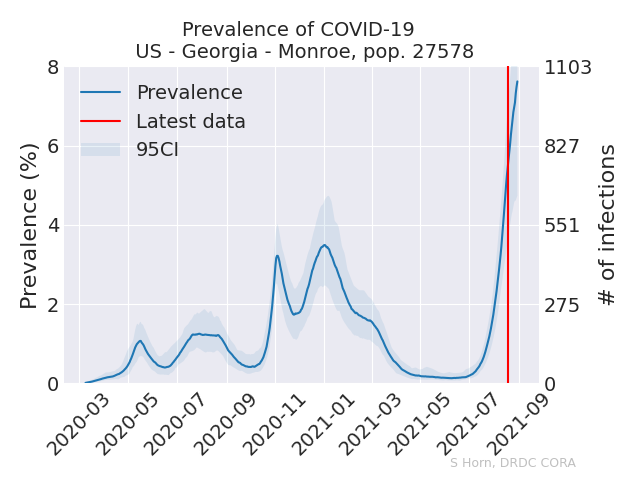 Prevalence of COVID-19
US - Georgia - Monroe, pop. 27578
Prevalence
Latest data
95CI
Prevalence (%)
8
6
4
2
0
1103
827
551
275
0
# of infections
2020-03
2020-05
2020-07
2020-09
2020-11
2021-01
2021-03
2021-05
2021-07
2021-09
S Horn, DRDC CORA